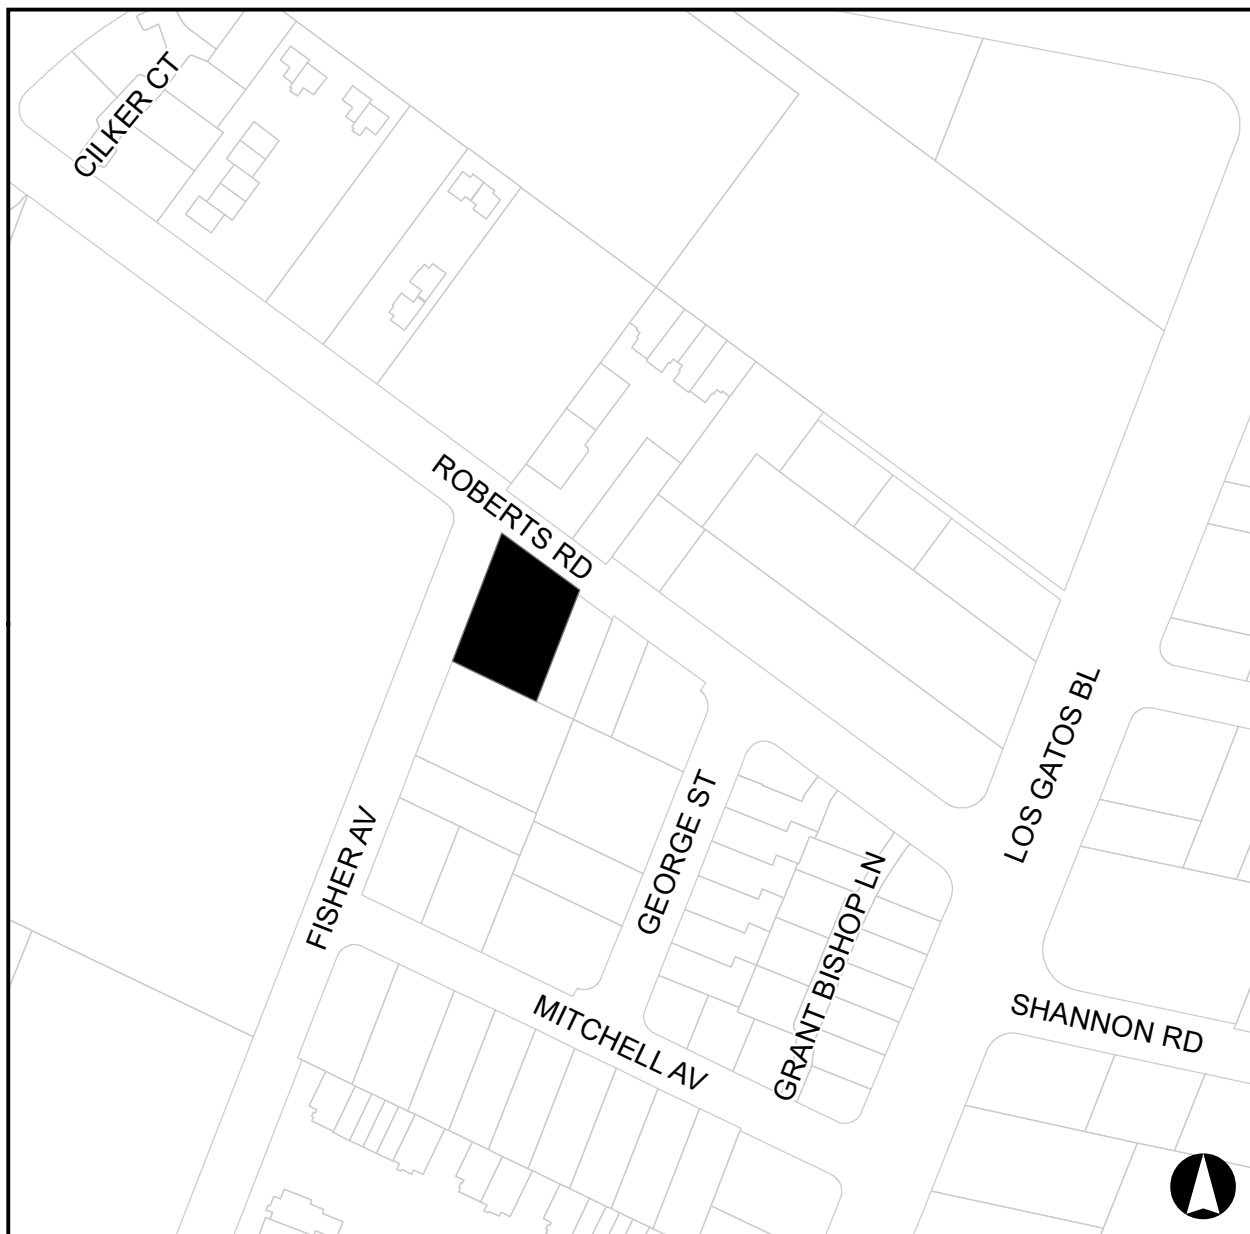 CILKER CT
ROBERTS RD
LOS GATOS BL
GEORGE ST
FISHER AV
GRANT BISHOP LN
MITCHELL AV
SHANNON RD